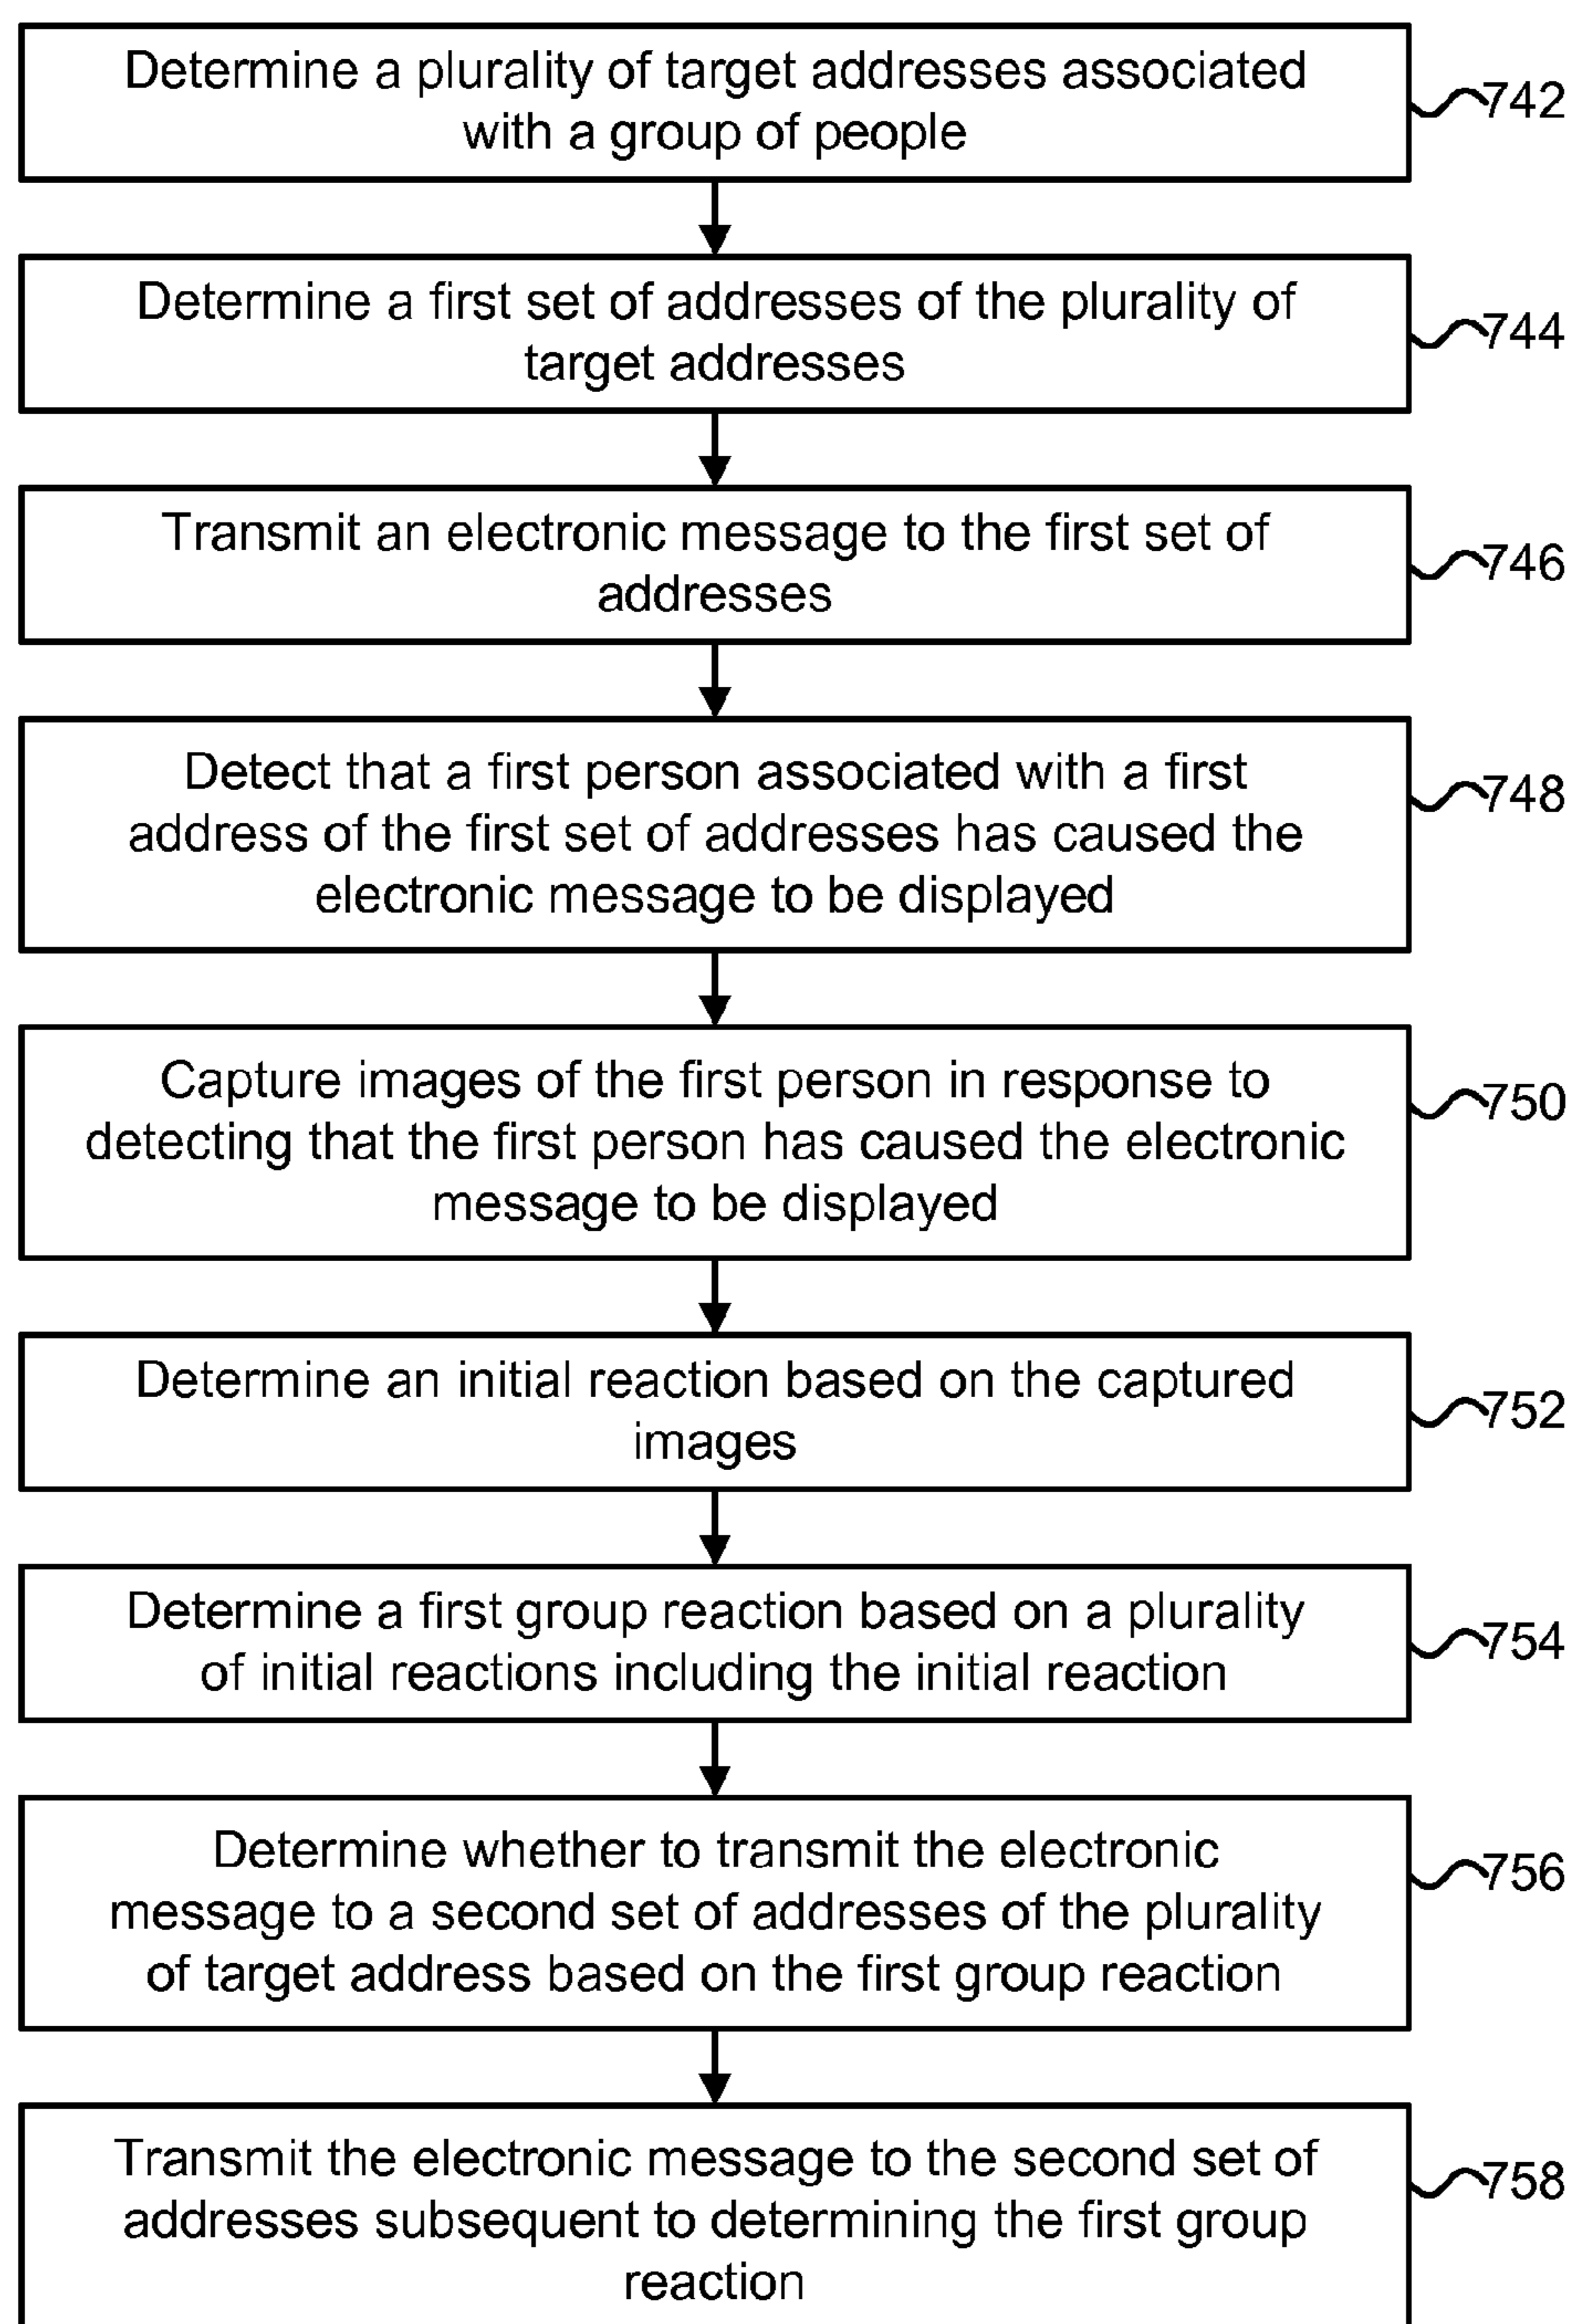 Determine a plurality of target addresses associated
with a group of people
742
Determine a first set of addresses of the plurality of
target addresses
744
Transmit an electronic message to the first set of
addresses
746
Detect that a first person associated with a first
address of the first set of addresses has caused the
electronic message to be displayed
748
Capture images of the first person in response to
detecting that the first person has caused the electronic
message to be displayed
750
Determine an initial reaction based on the captured
images
752
Determine a first group reaction based on a plurality
of initial reactions including the initial reaction
754
Determine whether to transmit the electronic
message to a second set of addresses of the plurality
of target address based on the first group reaction
756
Transmit the electronic message to the second set of
addresses subsequent to determining the first group
reaction
758